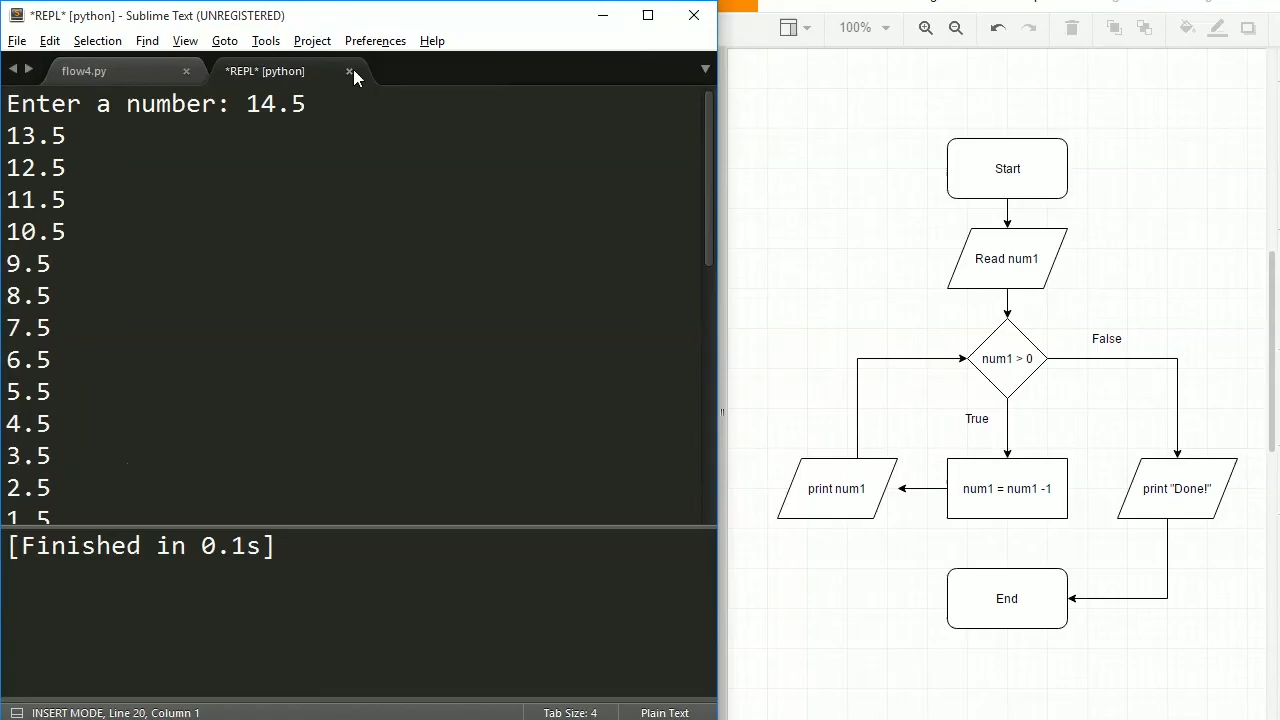 *REPL* [python] - Sublime Text (UNREGISTERED)
File Edit Selection Find View Goto Tools Project Preferences Help
flow4.py
*REPL* [python]
Enter a number: 14.5
13.5
12.5
11.5
10.5
9.5
8.5
7.5
6.5
5.5
4.5
3.5
2.5
1.5
[Finished in 0.1s]
INSERT MODE, Line 20, Column 1
Tab Size: 4
Plain Text
100%
Start
Read num1
num1 > 0
False
True
print num1
num1 = num1 -1
print "Done!"
End